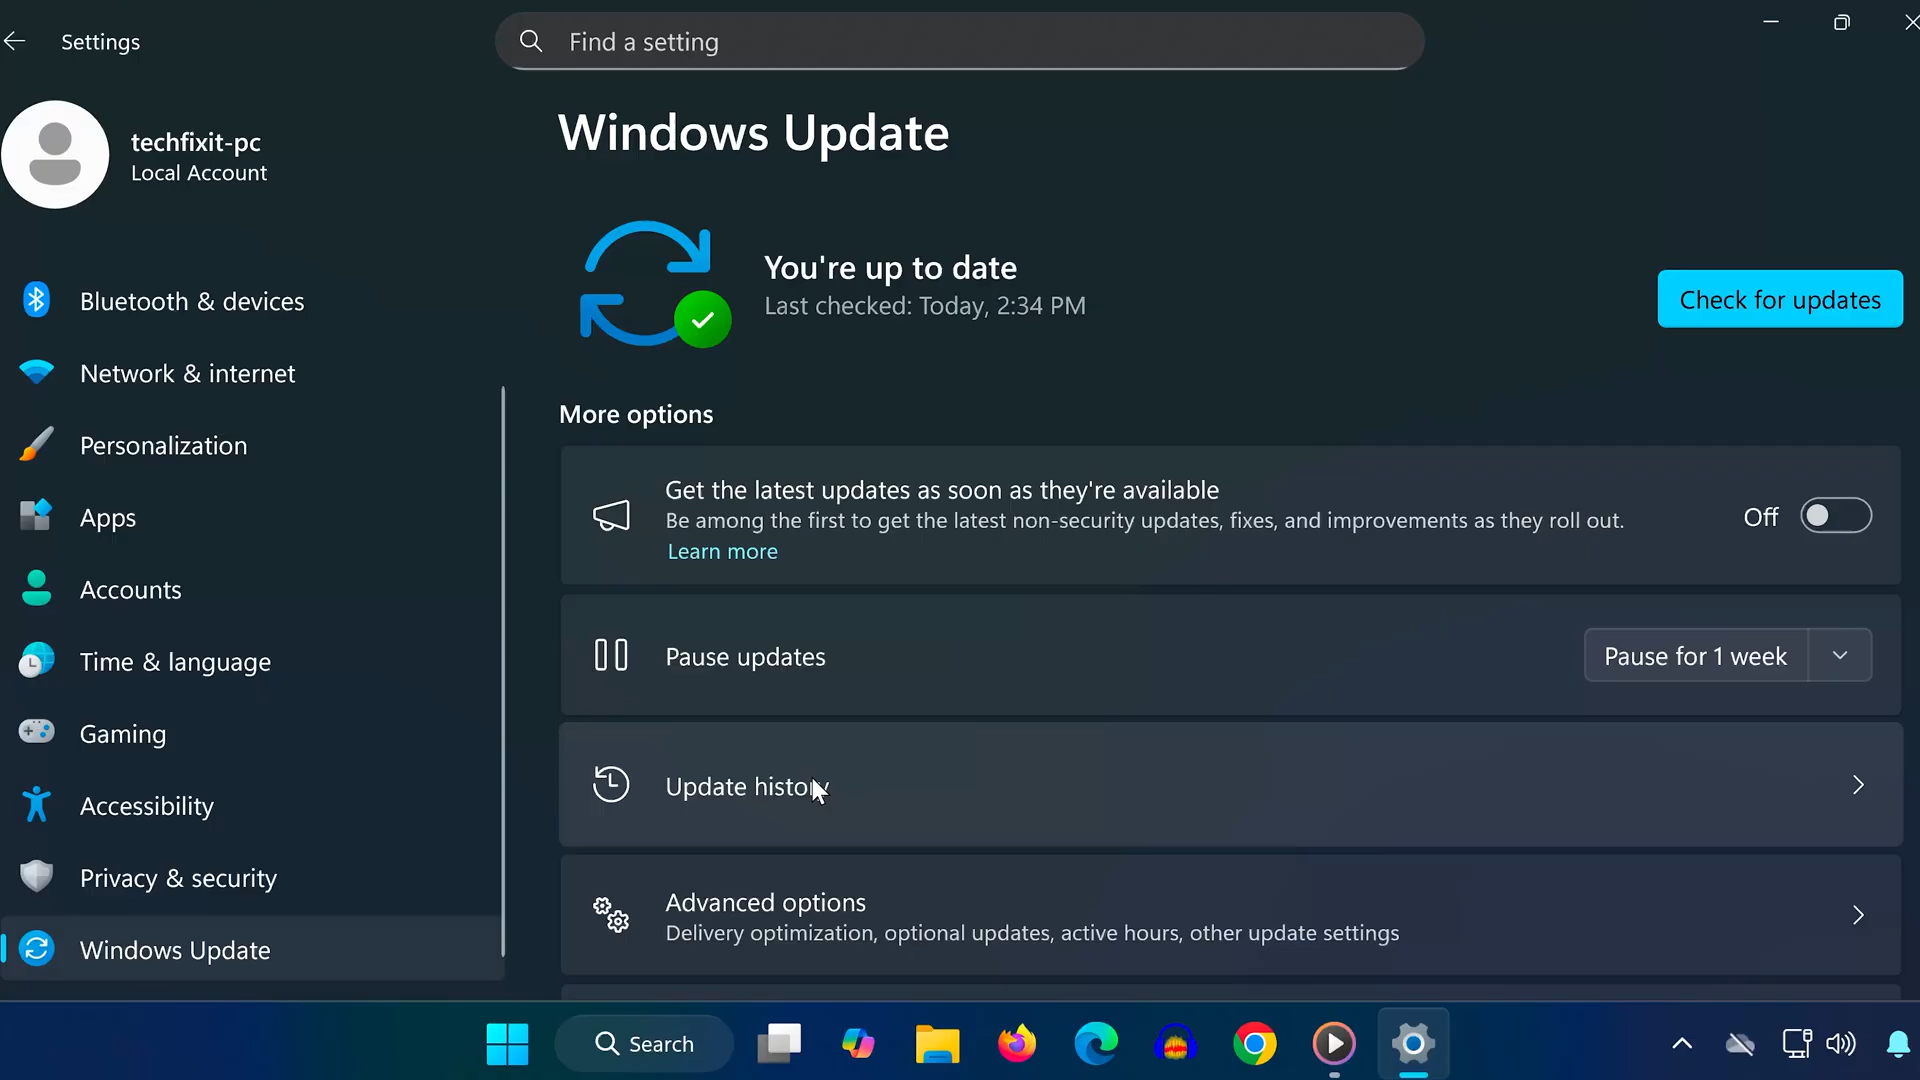 Settings
Find a setting
techfixit-pc
Local Account
Bluetooth & devices
Network & internet
Personalization
Apps
Accounts
Time & language
Gaming
Accessibility
Privacy & security
Windows Update
Windows Update
You're up to date
Last checked: Today, 2:34 PM
Check for updates
More options
Get the latest updates as soon as they're available
Be among the first to get the latest non-security updates, fixes, and improvements as they roll out.
Learn more
Off
Pause updates
Pause for 1 week
Update history
Advanced options
Delivery optimization, optional updates, active hours, other update settings
Search